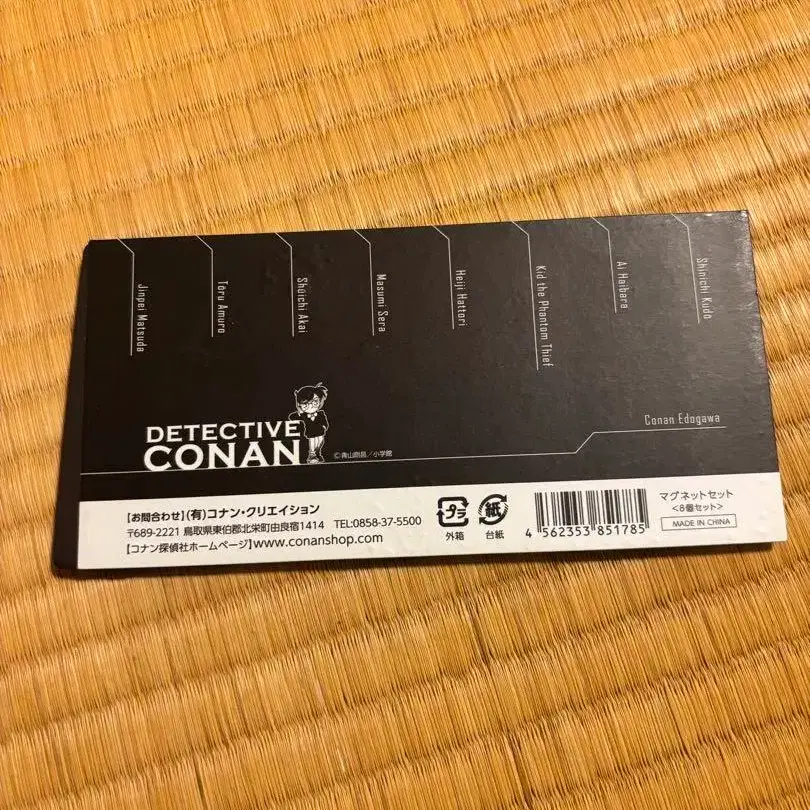 Jinpei Matsuda
Tōru Amuro
Shūichi Akai
Masumi Sera
Heiji Hattori
Kid the Phantom Thief
Ai Haibara
Shinichi Kudo
Conan Edogawa
DETECTIVE
CONAN
©青山剛昌／小学館
【お問合わせ】(有)コナン・クリエイション
〒689-2221 鳥取県東伯郡北栄町由良宿1414 TEL:0858-37-5500
【コナン探偵社ホームページ】www.conanshop.com
プラ
外箱
紙
台紙
4 562353 851785
マグネットセット
<8個セット>
MADE IN CHINA